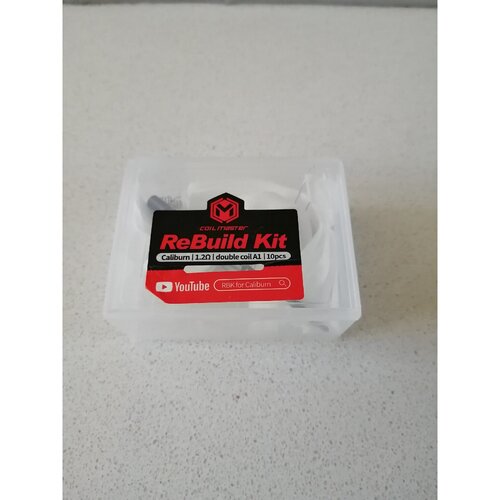 COIL MASTER
ReBuild Kit
Caliburn | 1.2Ω | double coil A1 | 10pcs
YouTube RBK for Caliburn